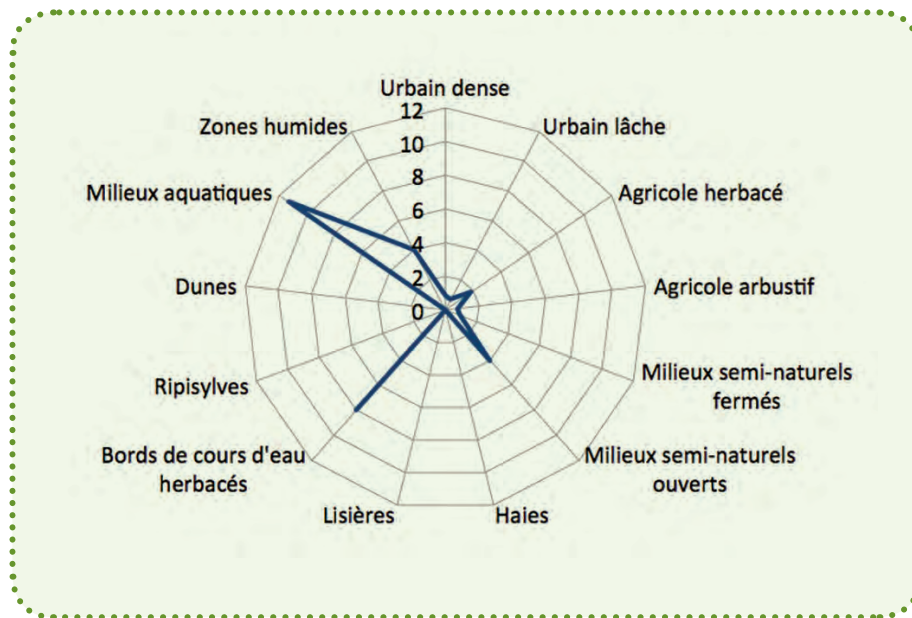 Urbain dense
12
Zones humides
Urbain lâche
10
Milieux aquatiques
8
Agricole herbacé
6
4
Dunes
2
Agricole arbustif
0
Ripisylves
Milieux semi-naturels
fermés
Bords de cours d'eau
herbacés
Milieux semi-naturels
ouverts
Lisières
Haies